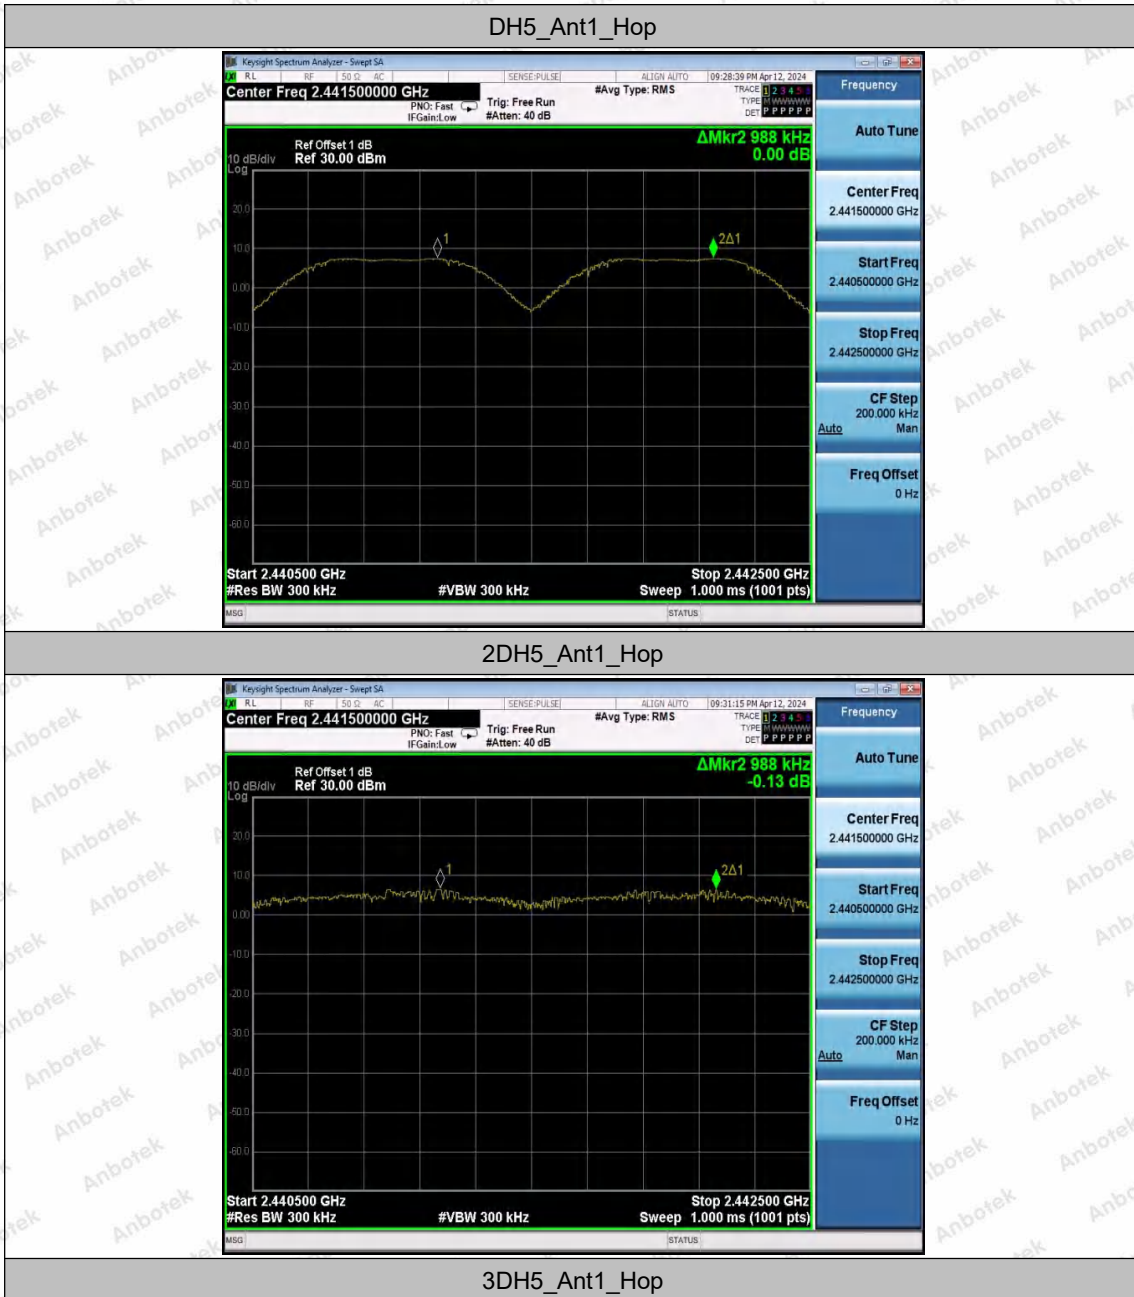 DH5_Ant1_Hop
Keysight Spectrum Analyzer - Swept SA
RL RF 50 Ω AC SENSE:PULSE ALIGN AUTO 09:28:39 PM Apr 12, 2024
Center Freq 2.441500000 GHz
PNO: Fast
IFGain:Low
Trig: Free Run
#Atten: 40 dB
#Avg Type: RMS
TRACE 1 2 3 4 5 6
TYPE M WWWWW
DET P P P P P P
Ref Offset 1 dB
10 dB/div Ref 30.00 dBm
Log
ΔMkr2 988 kHz
0.00 dB
20.0
10.0
0.00
-10.0
-20.0
-30.0
-40.0
-50.0
-60.0
1
2Δ1
Start 2.440500 GHz Stop 2.442500 GHz
#Res BW 300 kHz #VBW 300 kHz Sweep 1.000 ms (1001 pts)
MSG STATUS
Frequency
Auto Tune
Center Freq
2.441500000 GHz
Start Freq
2.440500000 GHz
Stop Freq
2.442500000 GHz
CF Step
200.000 kHz
Auto Man
Freq Offset
0 Hz
2DH5_Ant1_Hop
Keysight Spectrum Analyzer - Swept SA
RL RF 50 Ω AC SENSE:PULSE ALIGN AUTO 09:31:15 PM Apr 12, 2024
Center Freq 2.441500000 GHz
PNO: Fast
IFGain:Low
Trig: Free Run
#Atten: 40 dB
#Avg Type: RMS
TRACE 1 2 3 4 5 6
TYPE M WWWWW
DET P P P P P P
Ref Offset 1 dB
10 dB/div Ref 30.00 dBm
Log
ΔMkr2 988 kHz
-0.13 dB
20.0
10.0
0.00
-10.0
-20.0
-30.0
-40.0
-50.0
-60.0
1
2Δ1
Start 2.440500 GHz Stop 2.442500 GHz
#Res BW 300 kHz #VBW 300 kHz Sweep 1.000 ms (1001 pts)
MSG STATUS
Frequency
Auto Tune
Center Freq
2.441500000 GHz
Start Freq
2.440500000 GHz
Stop Freq
2.442500000 GHz
CF Step
200.000 kHz
Auto Man
Freq Offset
0 Hz
3DH5_Ant1_Hop
Anbotek